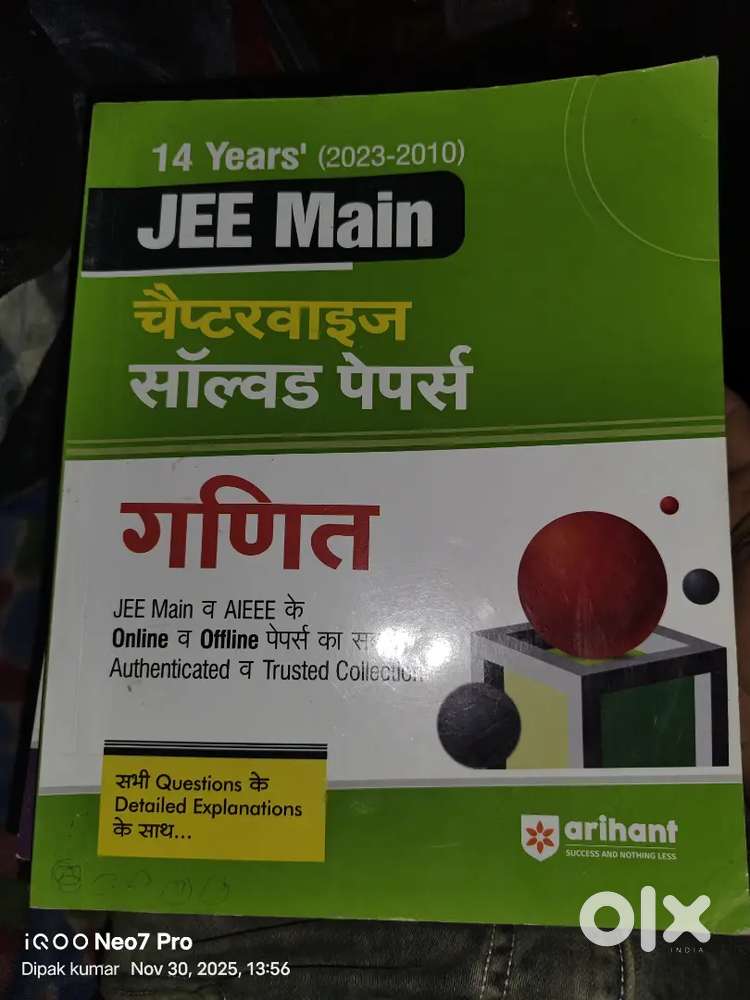 14 Years' (2023-2010)
JEE Main
चैप्टरवाइज
सॉल्वड पेपर्स
गणित
JEE Main व AIEEE के
Online व Offline पेपर्स का
Authenticated व Trusted Collection
सभी Questions के
Detailed Explanations
के साथ...
arihant
SUCCESS AND NOTHING LESS
iQOO Neo7 Pro
Dipak kumar Nov 30, 2025, 13:56
olx
INDIA